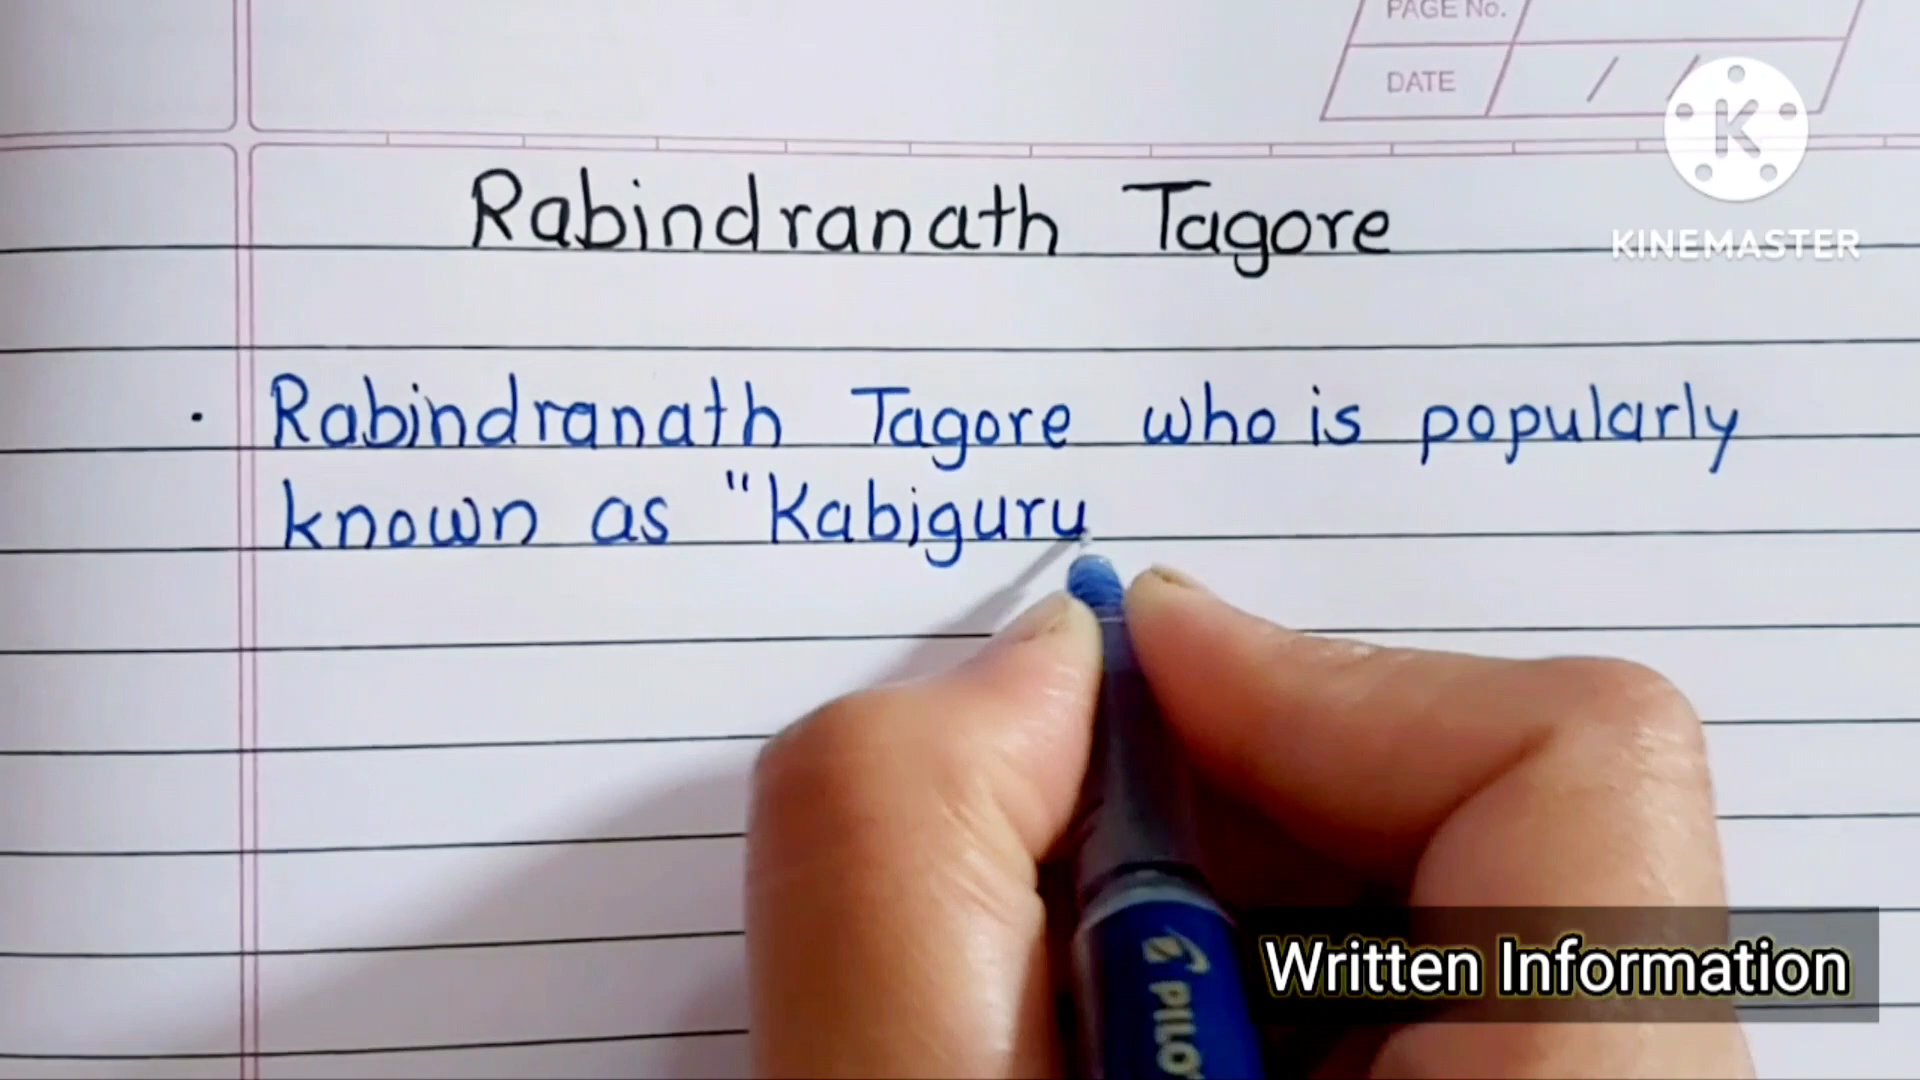 PAGE No.
DATE / /
KINEMASTER
Rabindranath Tagore
· Rabindranath Tagore who is popularly
known as "Kabiguru
PILOT
Written Information